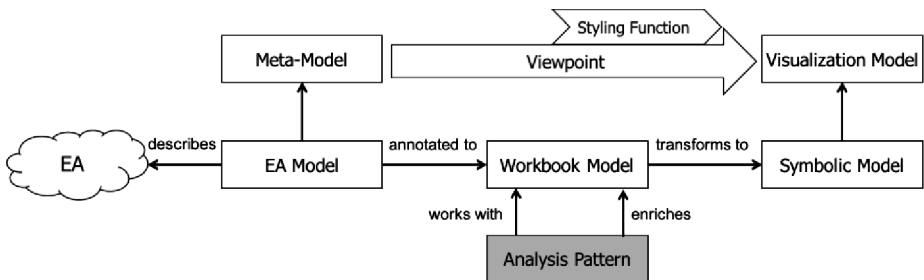 Styling Function
Meta-Model
Viewpoint
Visualization Model
EA
describes
EA Model
annotated to
Workbook Model
transforms to
Symbolic Model
works with
enriches
Analysis Pattern